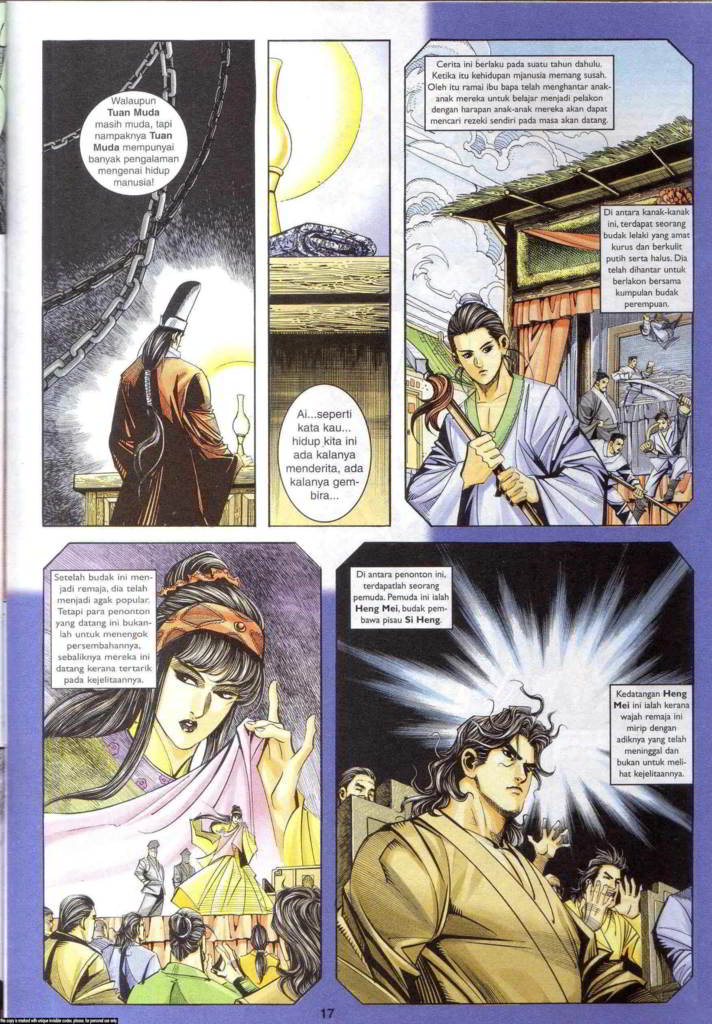 Walaupun
Tuan Muda
masih muda, tapi
nampaknya Tuan
Muda mempunyai
banyak pengalaman
mengenai hidup
manusia!
Ai...seperti
kata kau...
hidup kita ini
ada kalanya
menderita, ada
kalanya gem-
bira...
Cerita ini berlaku pada suatu tahun dahulu.
Ketika itu kehidupan mjanusia memang susah.
Oleh itu ramai ibu bapa telah menghantar anak-
anak mereka untuk belajar menjadi pelakon
dengan harapan anak-anak mereka akan dapat
mencari rezeki sendiri pada masa akan datang.
Di antara kanak-kanak
ini, terdapat seorang
budak lelaki yang amat
kurus dan berkulit
putih serta halus. Dia
telah dihantar untuk
berlakon bersama
kumpulan budak
perempuan.
Setelah budak ini men-
jadi remaja, dia telah
menjadi agak popular.
Tetapi para penonton
yang datang ini bukan-
lah untuk menengok
persembahannya,
sebaliknya mereka ini
datang kerana tertarik
pada kejelitaannya.
Di antara penonton ini,
terdapatlah seorang
pemuda. Pemuda ini ialah
Heng Mei, budak pem-
bawa pisau Si Heng.
Kedatangan Heng
Mei ini ialah kerana
wajah remaja ini
mirip dengan
adiknya yang telah
meninggal dan
bukan untuk meli-
hat kejelitaannya.
17